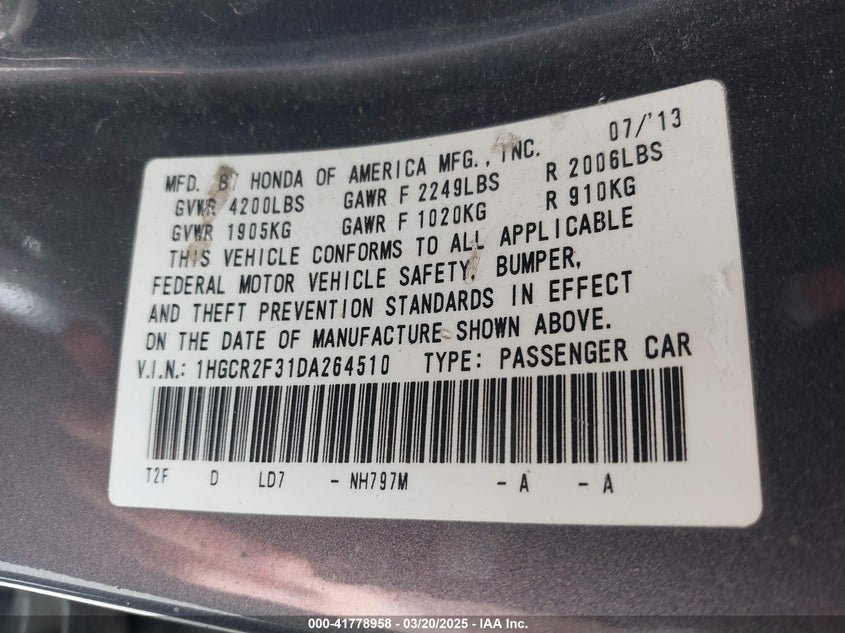 07/'13
MFD. BY HONDA OF AMERICA MFG., INC.
GVWR 4200LBS GAWR F 2249LBS R 2006LBS
GVWR 1905KG GAWR F 1020KG R 910KG
THIS VEHICLE CONFORMS TO ALL APPLICABLE
FEDERAL MOTOR VEHICLE SAFETY, BUMPER,
AND THEFT PREVENTION STANDARDS IN EFFECT
ON THE DATE OF MANUFACTURE SHOWN ABOVE.
V.I.N.: 1HGCR2F31DA264510 TYPE: PASSENGER CAR
T2F D LD7 - NH797M - A - A
000-41778958 - 03/20/2025 - IAA Inc.